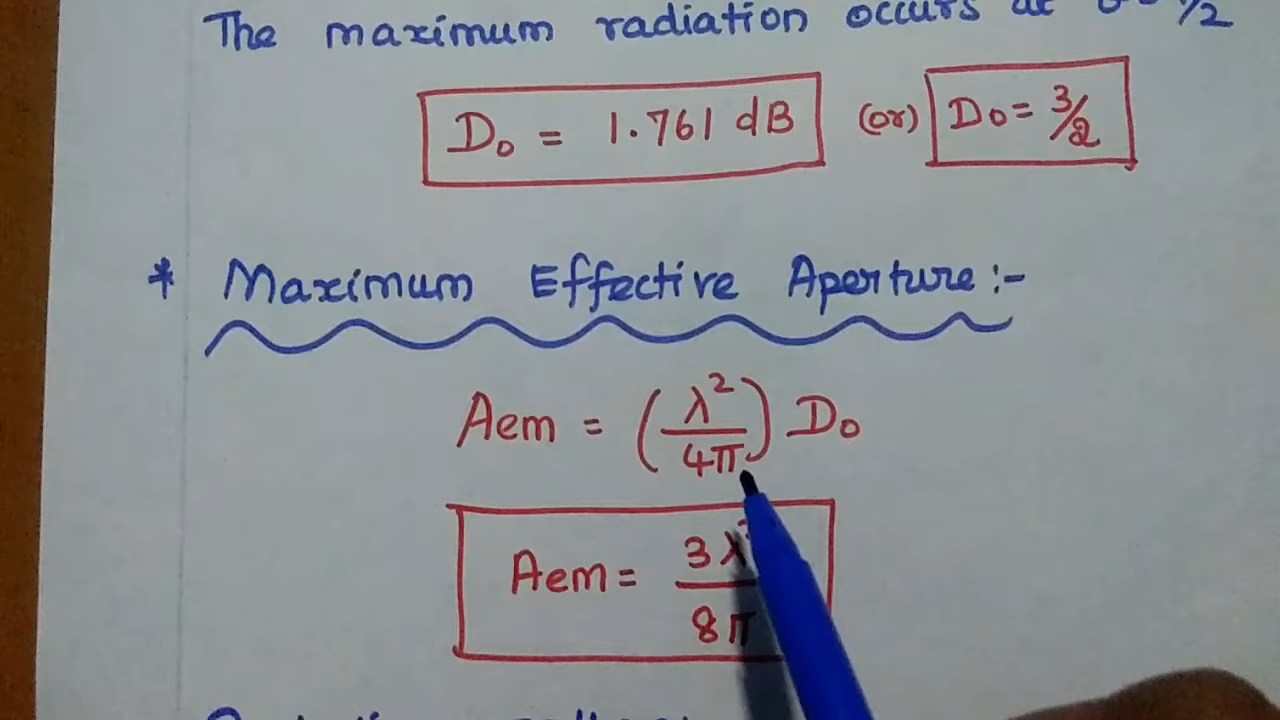 The maximum radiation occurs at
D₀ = 1.761 dB (or) D₀ = 3/2
* Maximum Effective Aperture:-
Aem = (λ²/4π) D₀
Aem = 3λ²/8π